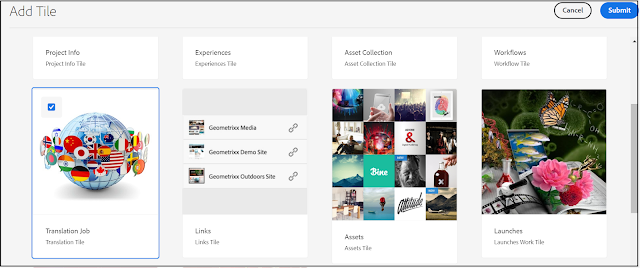 Add Tile
Cancel
Submit
Project Info
Project Info Tile
Experiences
Experiences Tile
Asset Collection
Asset Collection Tile
Workflows
Workflow Tile
Geometrixx Media
Geometrixx Demo Site
Geometrixx Outdoors Site
&
Bine
Attitude
Translation Job
Translation Tile
Links
Links Tile
Assets
Assets Tile
Launches
Launches Work Tile